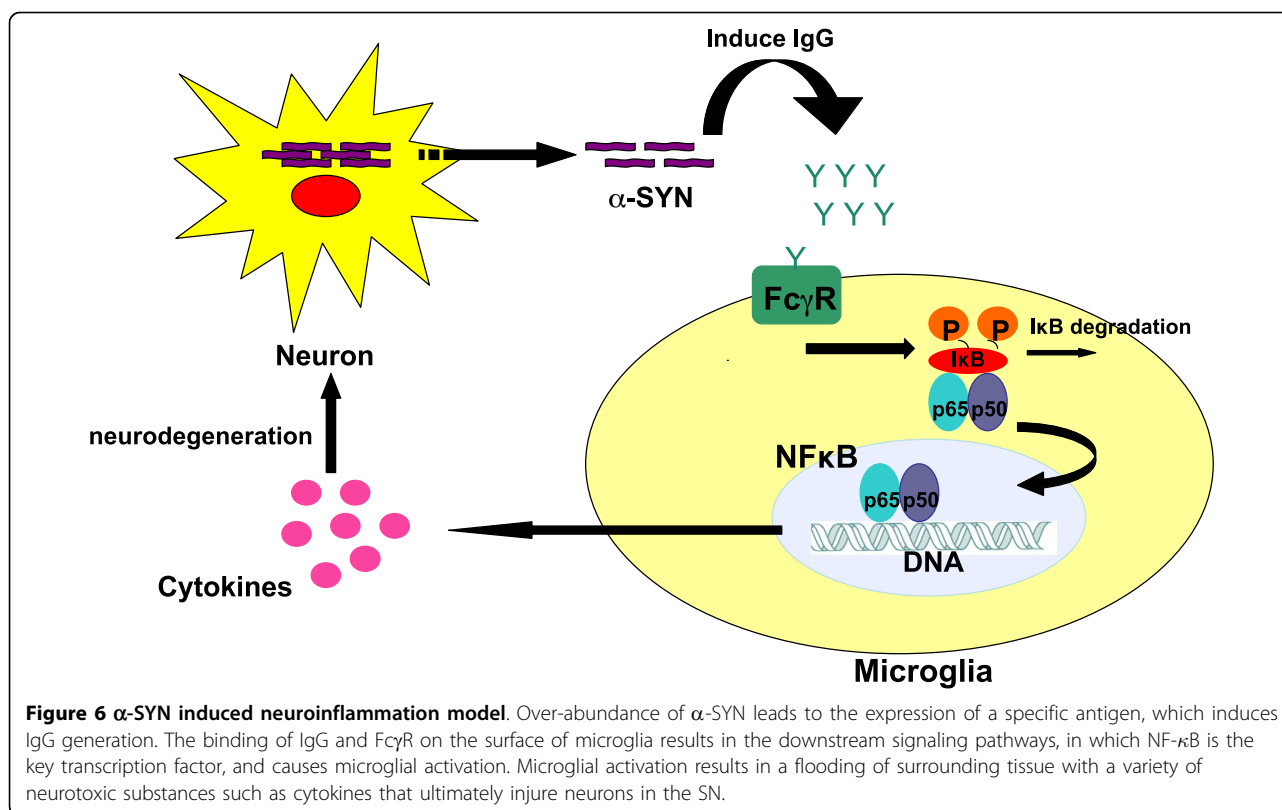 Induce IgG
α-SYN
FcγR
P
P
IκB
IκB degradation
p65
p50
Neuron
neurodegeneration
NFκB
p65
p50
DNA
Cytokines
Microglia
Figure 6 α-SYN induced neuroinflammation model. Over-abundance of α-SYN leads to the expression of a specific antigen, which induces
IgG generation. The binding of IgG and FcγR on the surface of microglia results in the downstream signaling pathways, in which NF-κB is the
key transcription factor, and causes microglial activation. Microglial activation results in a flooding of surrounding tissue with a variety of
neurotoxic substances such as cytokines that ultimately injure neurons in the SN.